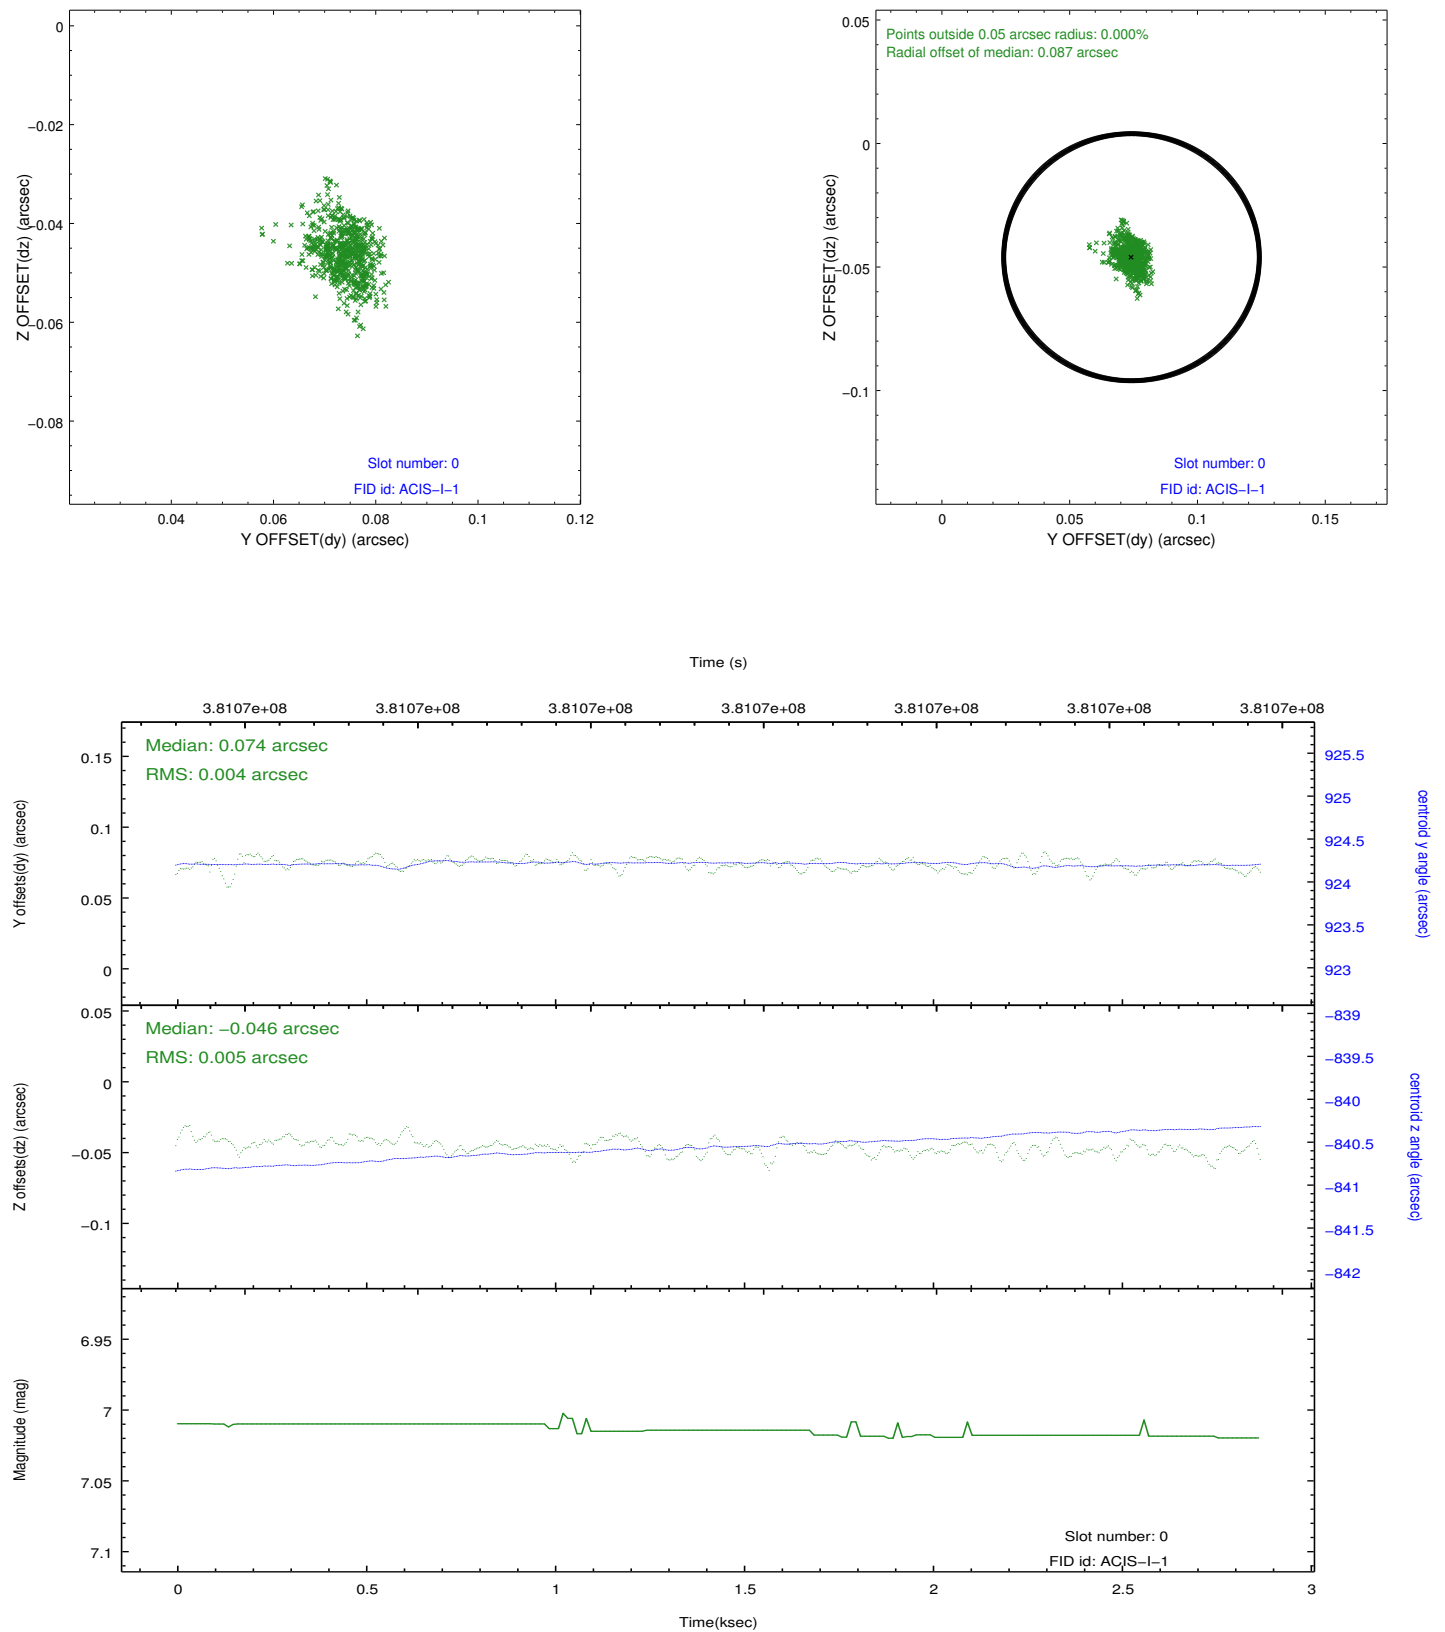 0
−0.02
−0.04
−0.06
−0.08
Z OFFSET(dz) (arcsec)
0.04 0.06 0.08 0.1 0.12
Y OFFSET(dy) (arcsec)
Slot number: 0
FID id: ACIS−I−1
Points outside 0.05 arcsec radius: 0.000%
Radial offset of median: 0.087 arcsec
0.05
0
−0.05
−0.1
Z OFFSET(dz) (arcsec)
0 0.05 0.1 0.15
Y OFFSET(dy) (arcsec)
Slot number: 0
FID id: ACIS−I−1
Time (s)
3.8107e+08 3.8107e+08 3.8107e+08 3.8107e+08 3.8107e+08 3.8107e+08 3.8107e+08
Median: 0.074 arcsec
RMS: 0.004 arcsec
0.15
0.1
0.05
0
Y offsets(dy) (arcsec)
925.5
925
924.5
924
923.5
923
centroid y angle (arcsec)
Median: −0.046 arcsec
RMS: 0.005 arcsec
0.05
0
−0.05
−0.1
Z offsets(dz) (arcsec)
−839
−839.5
−840
−840.5
−841
−841.5
−842
centroid z angle (arcsec)
6.95
7
7.05
7.1
Magnitude (mag)
Slot number: 0
FID id: ACIS−I−1
0 0.5 1 1.5 2 2.5 3
Time(ksec)